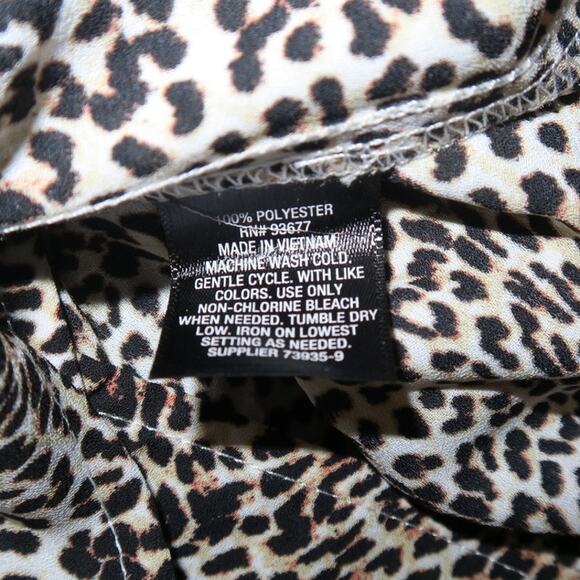 100% POLYESTER
RN# 93677
MADE IN VIETNAM
MACHINE WASH COLD.
GENTLE CYCLE. WITH LIKE
COLORS. USE ONLY
NON-CHLORINE BLEACH
WHEN NEEDED. TUMBLE DRY
LOW. IRON ON LOWEST
SETTING AS NEEDED.
SUPPLIER 73935-9